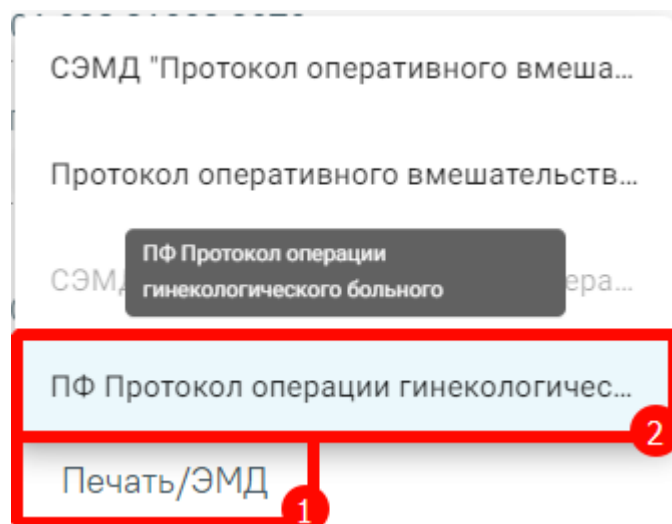 СЭМД "Протокол оперативного вмеша...
Протокол оперативного вмешательств...
ПФ Протокол операции
гинекологического больного
СЭМ ера...
ПФ Протокол операции гинекологичес...
2
Печать/ЭМД
1